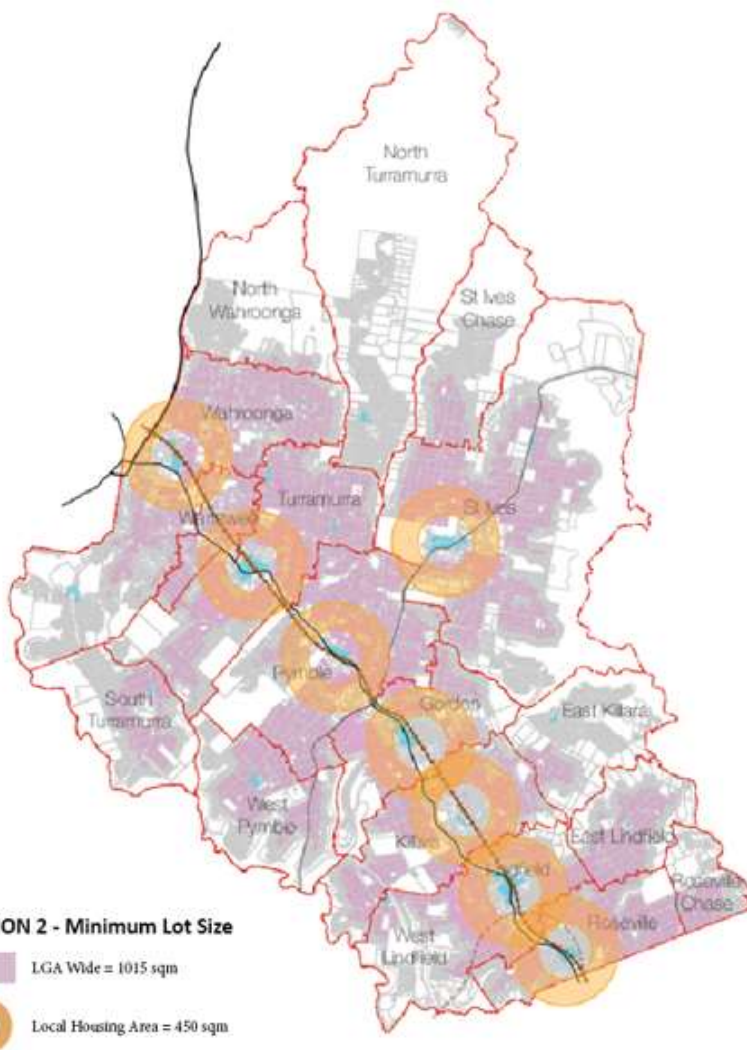 North
Turramurra
North
Wahroonga
St Ives
Chase
Wahroonga
Turramurra
St Ives
Pymble
South
Turramurra
Gordon
East Killara
West
Pymble
Killara
East Lindfield
Roseville
Chase
Roseville
West
Lindfield
ON 2 - Minimum Lot Size
LGA Wide = 1015 sqm
Local Housing Area = 450 sqm